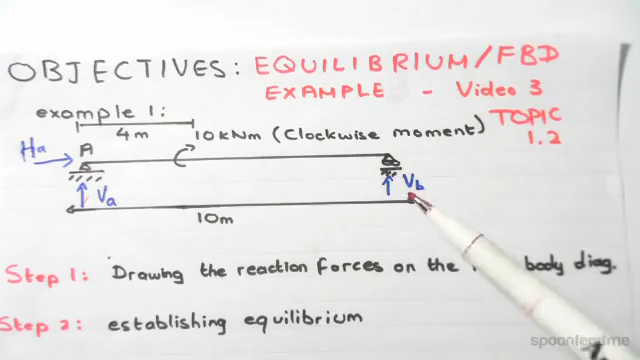 OBJECTIVES: EQUILIBRIUM/FBD
EXAMPLE - Video 3
TOPIC
1.2
example 1:
4m
10kNm (Clockwise moment)
Ha
A
Va
Vb
10m
Step 1: Drawing the reaction forces on the body diag.
Step 2: establishing equilibrium
spoonfeedme